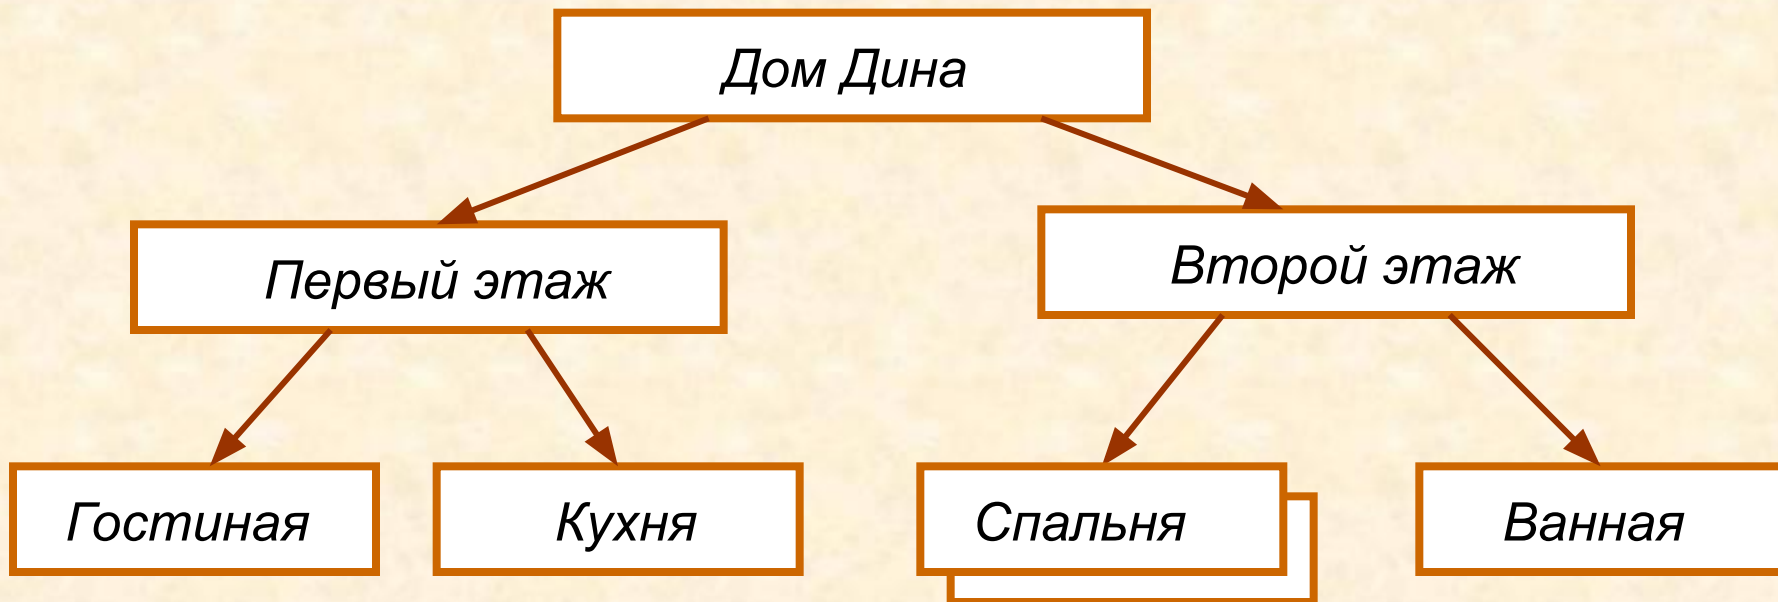 Дом Дина
Первый этаж
Второй этаж
Гостиная
Кухня
Спальня
Ванная